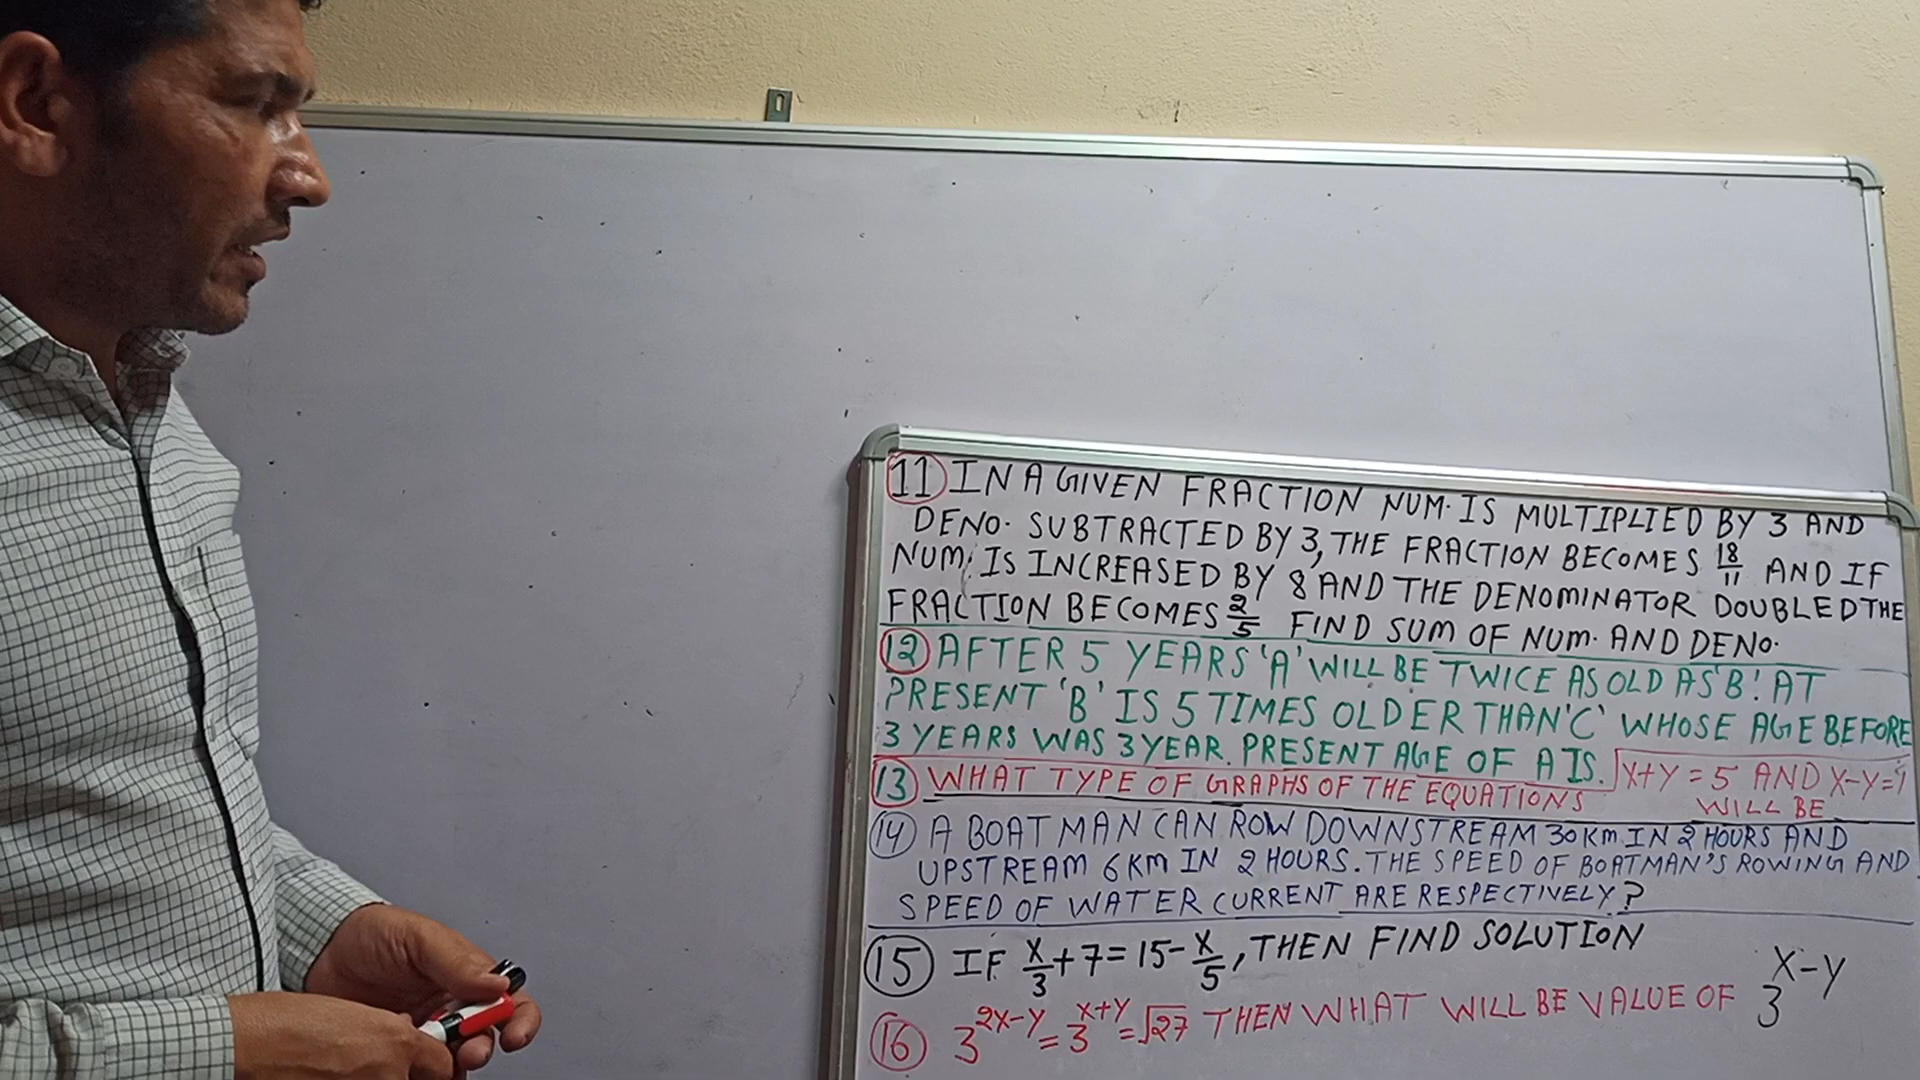 11 IN A GIVEN FRACTION NUM. IS MULTIPLIED BY 3 AND
DENO. SUBTRACTED BY 3, THE FRACTION BECOMES 18/11 AND IF
NUM. IS INCREASED BY 8 AND THE DENOMINATOR DOUBLED THE
FRACTION BECOMES 2/5 FIND SUM OF NUM. AND DENO.
12 AFTER 5 YEARS 'A' WILL BE TWICE AS OLD AS 'B'. AT
PRESENT 'B' IS 5 TIMES OLDER THAN 'C' WHOSE AGE BEFORE
3 YEARS WAS 3 YEAR. PRESENT AGE OF A IS.
13 WHAT TYPE OF GRAPHS OF THE EQUATIONS x+y=5 AND x-y=
WILL BE
14 A BOAT MAN CAN ROW DOWNSTREAM 30 Km IN 2 HOURS AND
UPSTREAM 6 Km IN 2 HOURS. THE SPEED OF BOATMAN'S ROWING AND
SPEED OF WATER CURRENT ARE RESPECTIVELY?
15 IF x/3 + 7 = 15 - x/5, THEN FIND SOLUTION
16 3^(2x-y) = 3^(x+y) = √27 THEN WHAT WILL BE VALUE OF 3^(x-y)